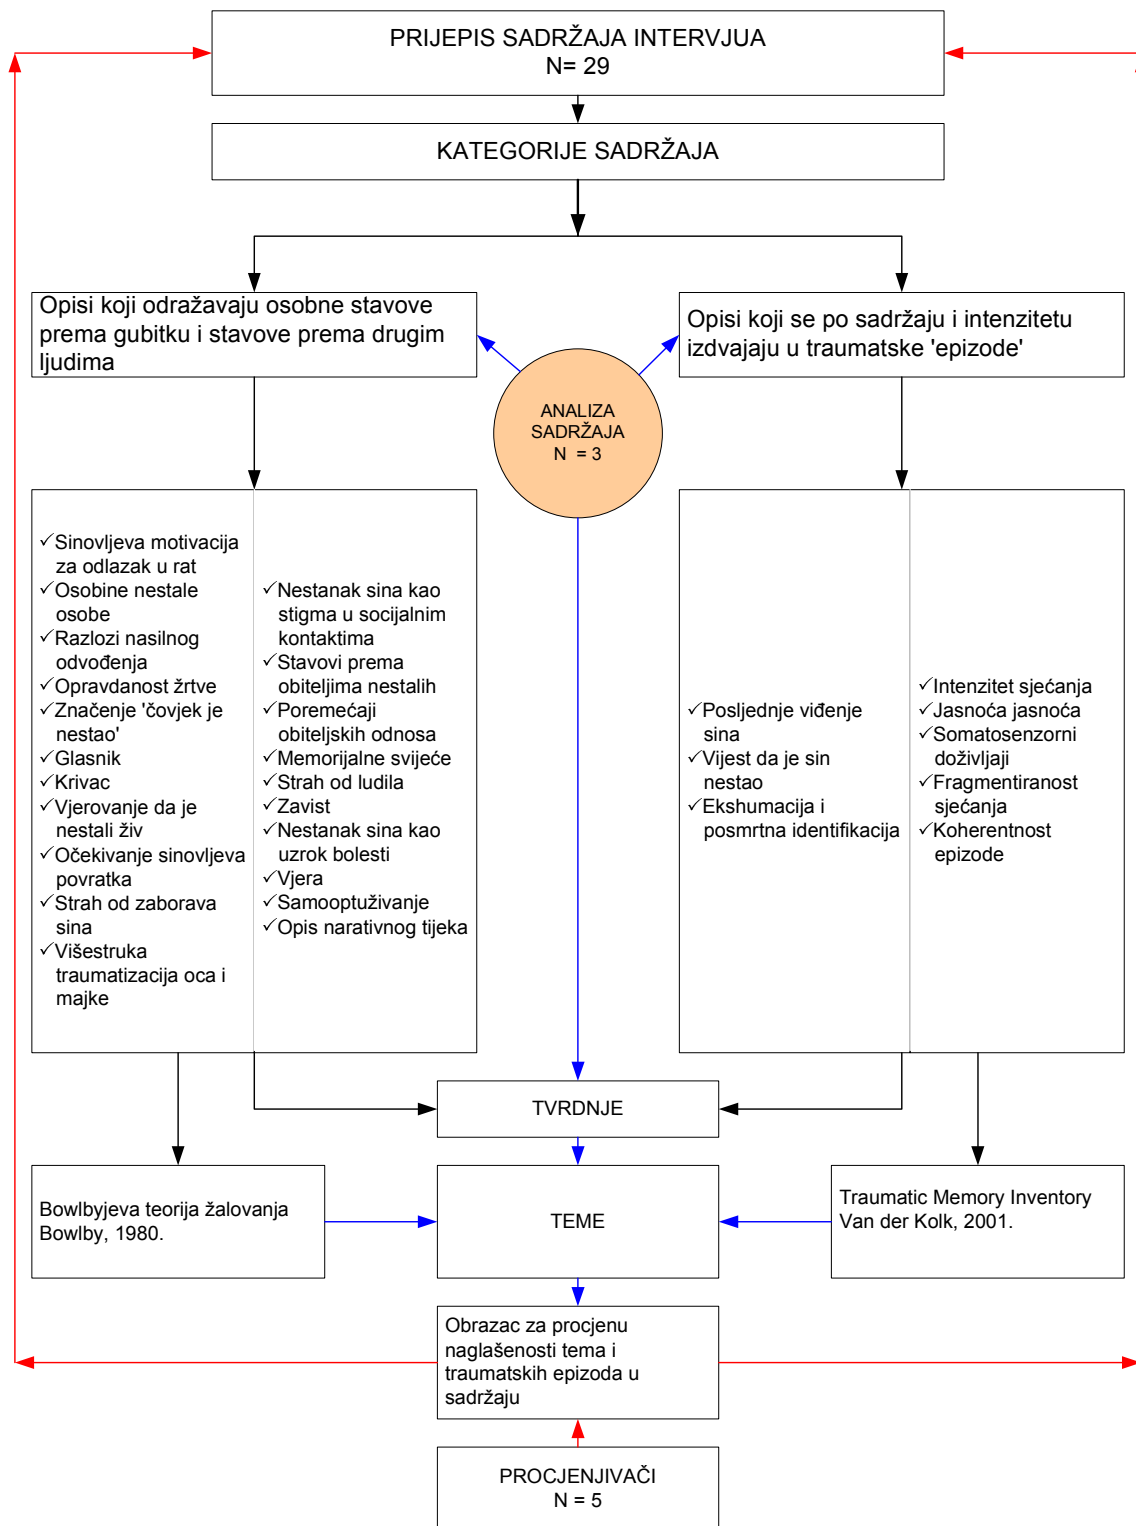 PRIJEPIS SADRŽAJA INTERVJUA
N= 29
KATEGORIJE SADRŽAJA
Opisi koji odražavaju osobne stavove
prema gubitku i stavove prema drugim
ljudima
Opisi koji se po sadržaju i intenzitetu
izdvajaju u traumatske 'epizode'
ANALIZA
SADRŽAJA
N = 3
✓Sinovljeva motivacija
za odlazak u rat
✓Osobine nestale
osobe
✓Razlozi nasilnog
odvođenja
✓Opravdanost žrtve
✓Značenje 'čovjek je
nestao'
✓Glasnik
✓Krivac
✓Vjerovanje da je
nestali živ
✓Očekivanje sinovljeva
povratka
✓Strah od zaborava
sina
✓Višestruka
traumatizacija oca i
majke
✓Nestanak sina kao
stigma u socijalnim
kontaktima
✓Stavovi prema
obiteljima nestalih
✓Poremećaji
obiteljskih odnosa
✓Memorijalne svijeće
✓Strah od ludila
✓Zavist
✓Nestanak sina kao
uzrok bolesti
✓Vjera
✓Samooptuživanje
✓Opis narativnog tijeka
✓Posljednje viđenje
sina
✓Vijest da je sin
nestao
✓Ekshumacija i
posmrtna identifikacija
✓Intenzitet sjećanja
✓Jasnoća jasnoća
✓Somatosenzorni
doživljaji
✓Fragmentiranost
sjećanja
✓Koherentnost
epizode
TVRDNJE
Bowlbyjeva teorija žalovanja
Bowlby, 1980.
TEME
Traumatic Memory Inventory
Van der Kolk, 2001.
Obrazac za procjenu
naglašenosti tema i
traumatskih epizoda u
sadržaju
PROCJENJIVAČI
N = 5